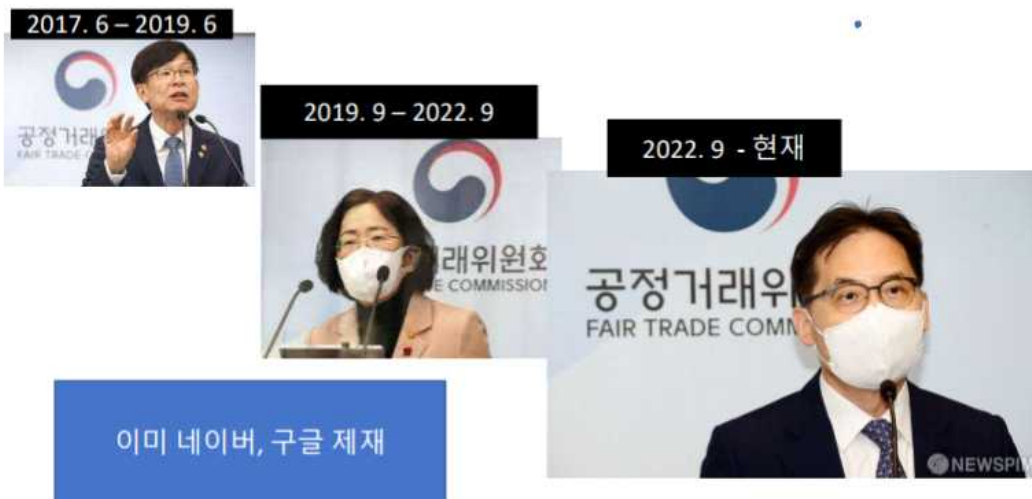 2017. 6 – 2019. 6
공정거래
FAIR TRADE
2019. 9 – 2022. 9
래위원회
COMMISSION
2022. 9 - 현재
공정거래위
FAIR TRADE COMM
이미 네이버, 구글 제재
NEWSPIM